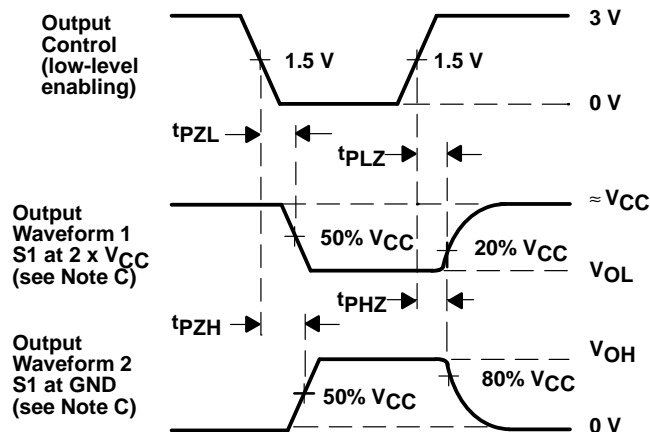 Output
Control
(low-level
enabling)
1.5 V
1.5 V
3 V
0 V
tPZL
tPLZ
Output
Waveform 1
S1 at 2 x VCC
(see Note C)
50% VCC
20% VCC
≈ VCC
VOL
tPZH
tPHZ
Output
Waveform 2
S1 at GND
(see Note C)
50% VCC
80% VCC
VOH
0 V